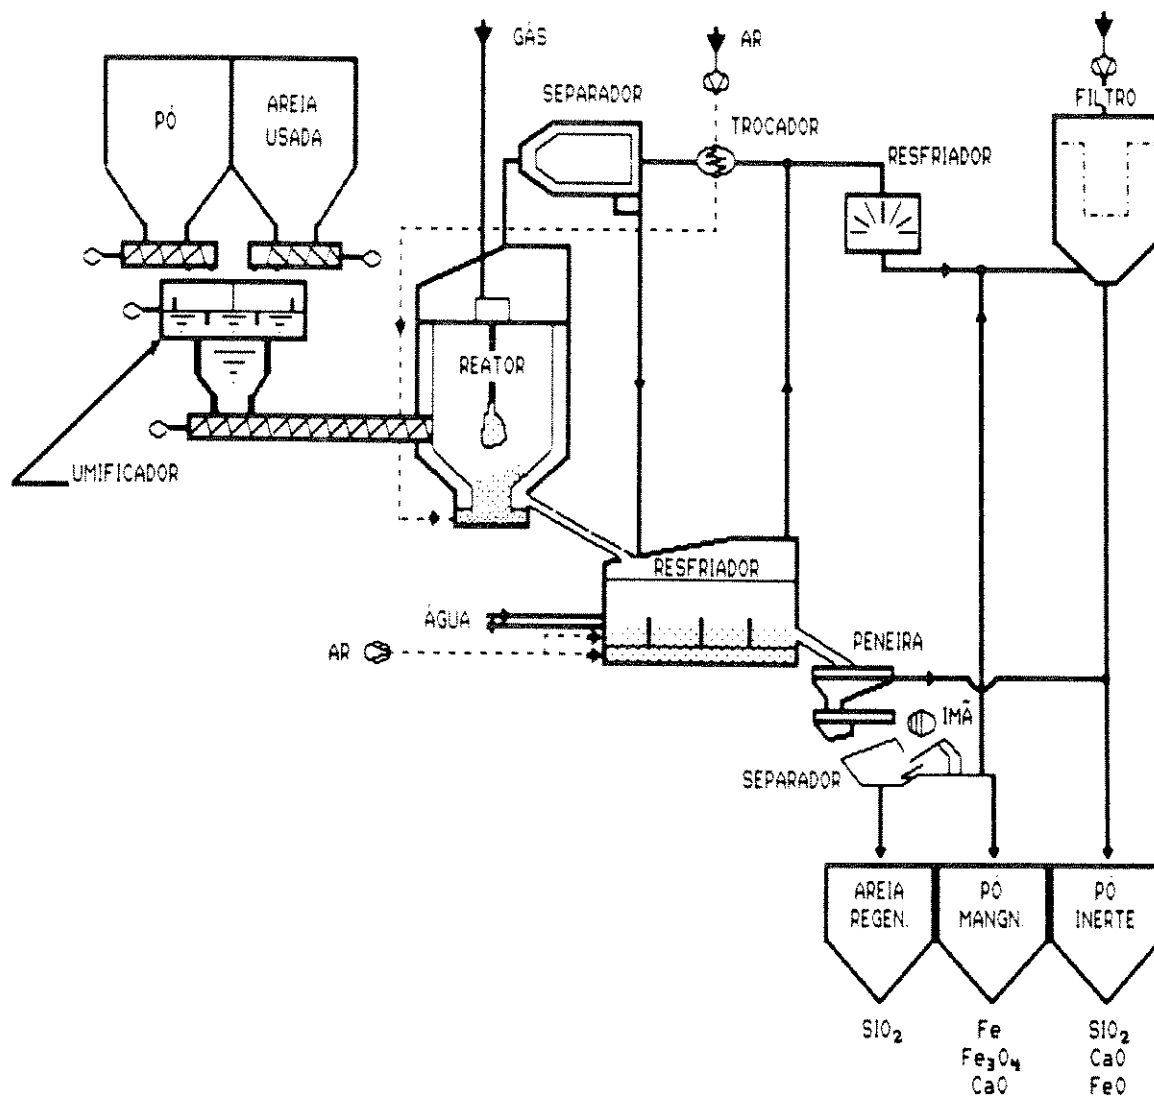 GÁS
AR
SEPARADOR
FILTRO
PÓ
AREIA
USADA
TROCADOR
RESFRIADOR
REATOR
UMIFICADOR
RESFRIADOR
ÁGUA
AR
PENEIRA
IMÃ
SEPARADOR
AREIA
REGEN.
PÓ
MANGN.
PÓ
INERTE
SIO₂
Fe
Fe₃O₄
CaO
SIO₂
CaO
FeO